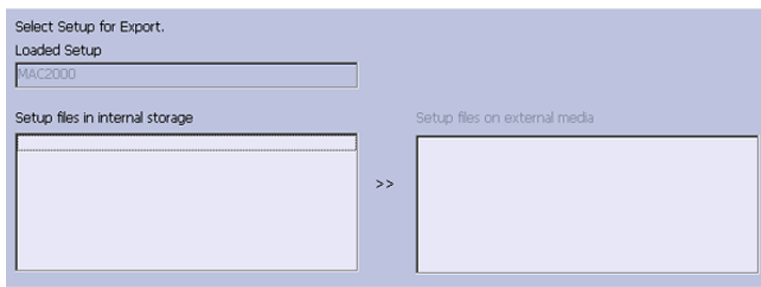 Select Setup for Export.
Loaded Setup
MAC2000
Setup files in internal storage
Setup files on external media
>>